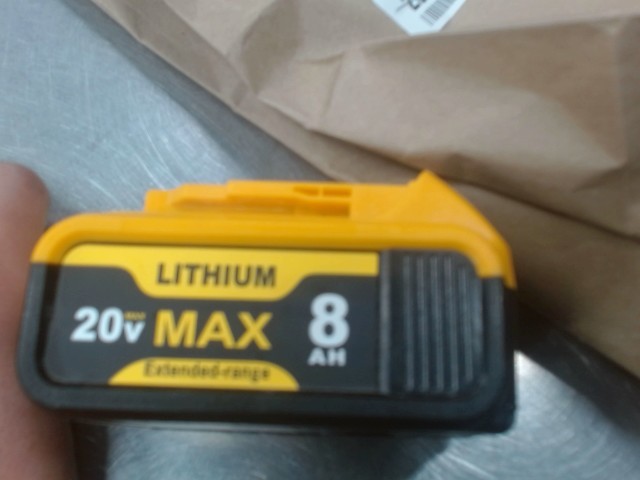 LITHIUM
20v MAX
8
AH
Extended-range